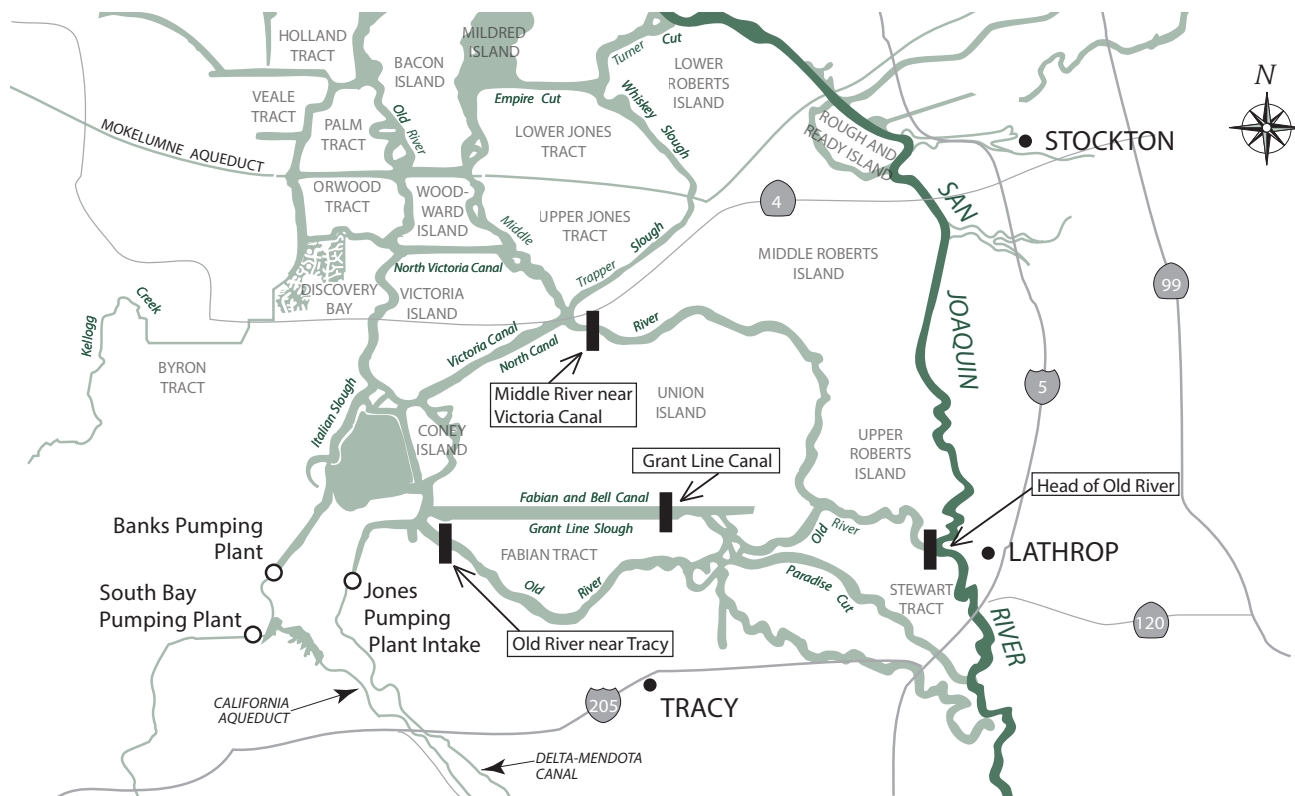 HOLLAND
TRACT
MILDRED
ISLAND
Turner Cut
BACON
ISLAND
LOWER
ROBERTS
ISLAND
N
VEALE
TRACT
Empire Cut
Whiskey Slough
Old River
PALM
TRACT
LOWER JONES
TRACT
ROUGH AND
READY ISLAND
STOCKTON
MOKELUMNE AQUEDUCT
ORWOOD
TRACT
WOOD-
WARD
ISLAND
Middle
UPPER JONES
TRACT
4
SAN
Trapper Slough
MIDDLE ROBERTS
ISLAND
North Victoria Canal
DISCOVERY
BAY
VICTORIA
ISLAND
99
Kellogg Creek
JOAQUIN
River
Victoria Canal
North Canal
BYRON
TRACT
5
Middle River near
Victoria Canal
UNION
ISLAND
Italian Slough
CONEY
ISLAND
UPPER
ROBERTS
ISLAND
Grant Line Canal
Head of Old River
Fabian and Bell Canal
Grant Line Slough
Old River
Banks Pumping
Plant
FABIAN TRACT
LATHROP
Paradise Cut
Old River
STEWART
TRACT
South Bay
Pumping Plant
Jones
Pumping
Plant Intake
Old River near Tracy
120
RIVER
CALIFORNIA
AQUEDUCT
205
TRACY
DELTA-MENDOTA
CANAL